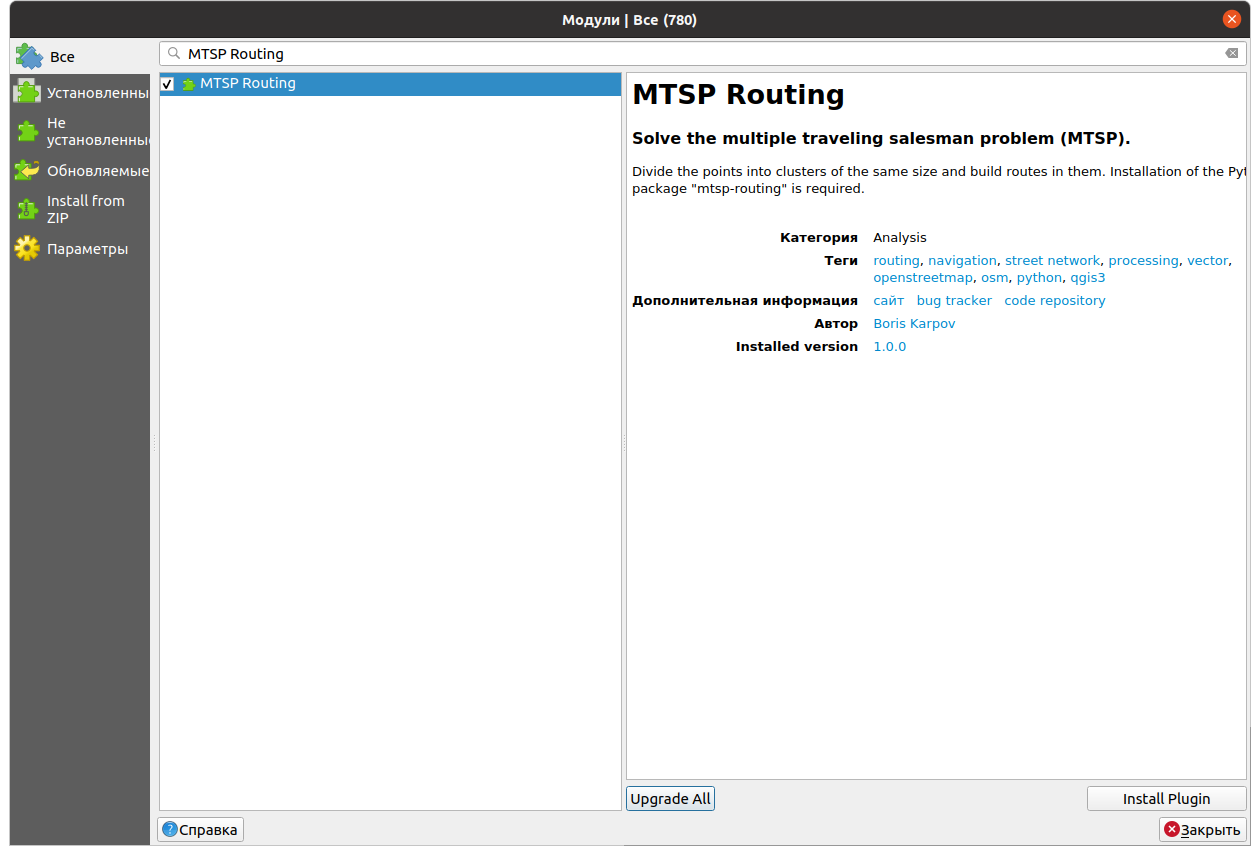 Модули | Все (780)
Все
MTSP Routing
Установленны
Не
установленные
Обновляемые
Install from
ZIP
Параметры
MTSP Routing
MTSP Routing
Solve the multiple traveling salesman problem (MTSP).
Divide the points into clusters of the same size and build routes in them. Installation of the Pyt
package "mtsp-routing" is required.
Категория Analysis
Теги routing, navigation, street network, processing, vector,
openstreetmap, osm, python, qgis3
Дополнительная информация сайт bug tracker code repository
Автор Boris Karpov
Installed version 1.0.0
Upgrade All
Install Plugin
Справка
Закрыть